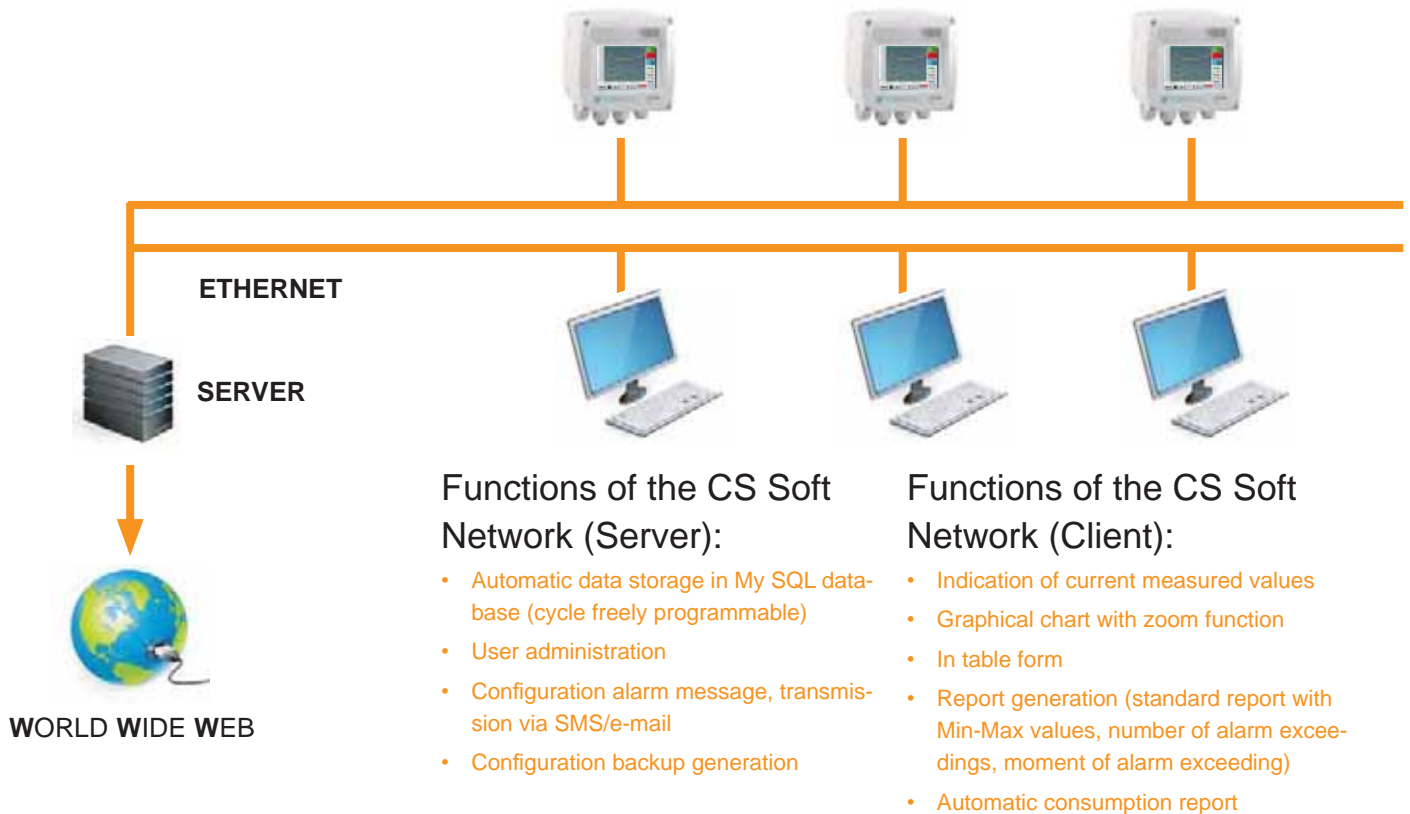 ETHERNET
SERVER
WORLD WIDE WEB
Functions of the CS Soft
Network (Server):
• Automatic data storage in My SQL data-
base (cycle freely programmable)
• User administration
• Configuration alarm message, transmis-
sion via SMS/e-mail
• Configuration backup generation
Functions of the CS Soft
Network (Client):
• Indication of current measured values
• Graphical chart with zoom function
• In table form
• Report generation (standard report with
Min-Max values, number of alarm excee-
dings, moment of alarm exceeding)
• Automatic consumption report